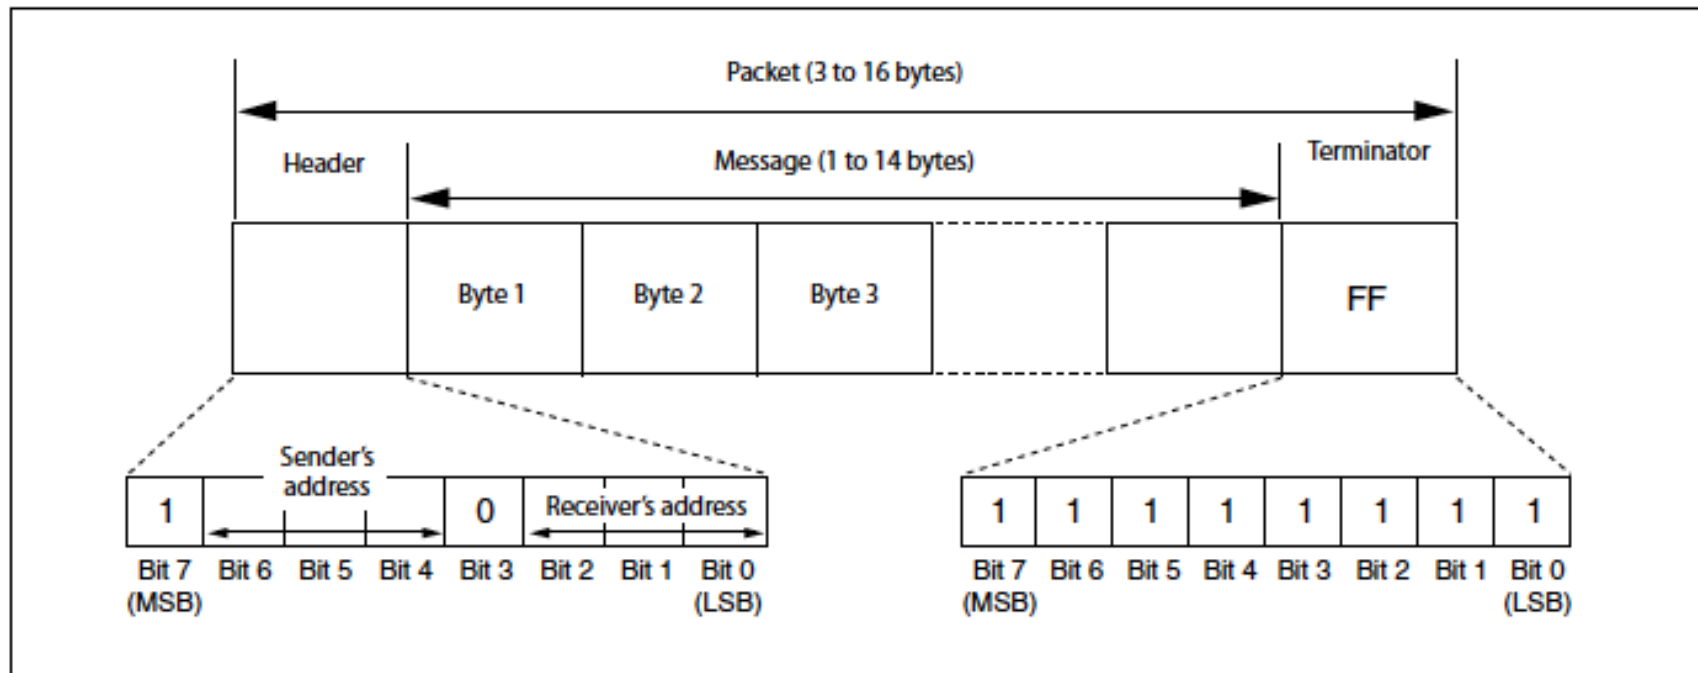 Packet (3 to 16 bytes)
Header
Message (1 to 14 bytes)
Terminator
Byte 1
Byte 2
Byte 3
FF
Sender's
address
1
0
Receiver's address
Bit 7
(MSB)
Bit 6
Bit 5
Bit 4
Bit 3
Bit 2
Bit 1
Bit 0
(LSB)
1
1
1
1
1
1
1
1
Bit 7
(MSB)
Bit 6
Bit 5
Bit 4
Bit 3
Bit 2
Bit 1
Bit 0
(LSB)